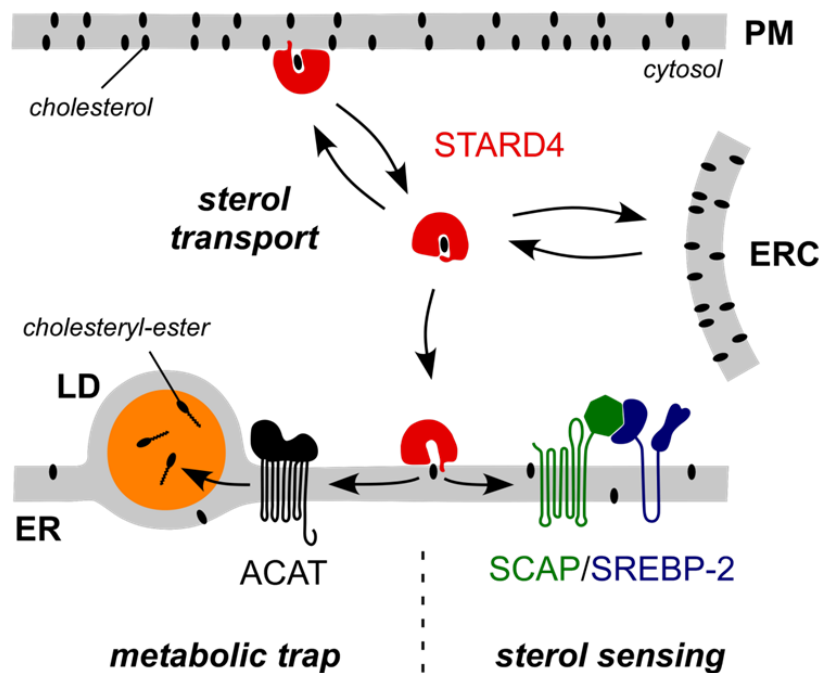 PM
cytosol
cholesterol
STARD4
sterol
transport
ERC
cholesteryl-ester
LD
ER
ACAT
SCAP/SREBP-2
metabolic trap
sterol sensing